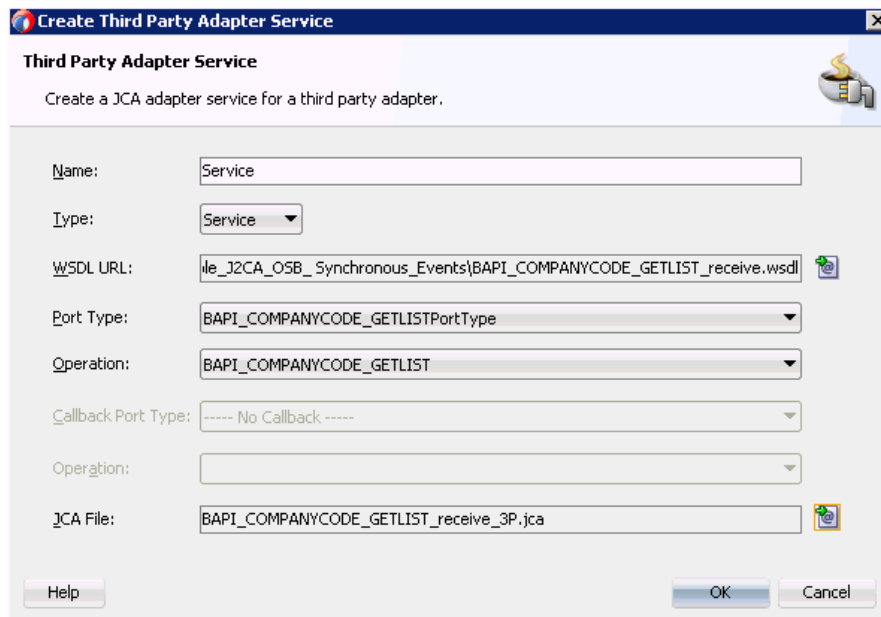 Create Third Party Adapter Service
Third Party Adapter Service
Create a JCA adapter service for a third party adapter.
Name: Service
Type: Service
WSDL URL: ile_J2CA_OSB_ Synchronous_Events\BAPI_COMPANYCODE_GETLIST_receive.wsdl
Port Type: BAPI_COMPANYCODE_GETLISTPortType
Operation: BAPI_COMPANYCODE_GETLIST
Callback Port Type: ----- No Callback -----
Operation:
JCA File: BAPI_COMPANYCODE_GETLIST_receive_3P.jca
Help OK Cancel